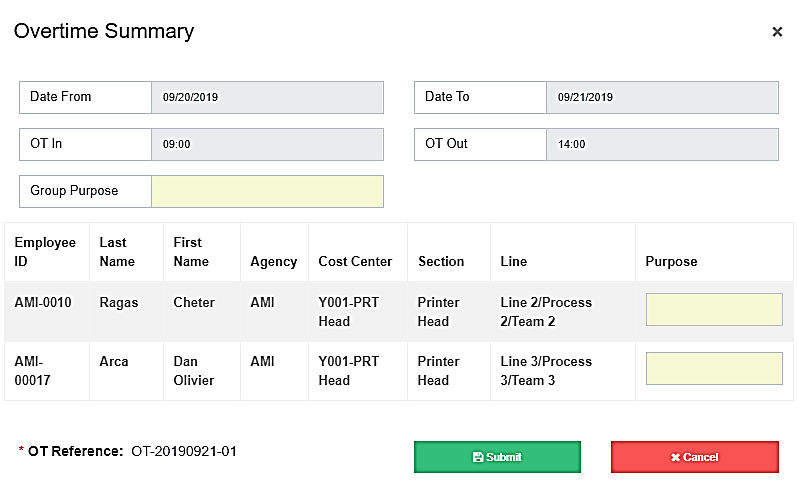 Overtime Summary ×
Date From 09/20/2019 Date To 09/21/2019
OT In 09:00 OT Out 14:00
Group Purpose
Employee ID Last Name First Name Agency Cost Center Section Line Purpose
AMI-0010 Ragas Cheter AMI Y001-PRT Head Printer Head Line 2/Process 2/Team 2
AMI-00017 Arca Dan Olivier AMI Y001-PRT Head Printer Head Line 3/Process 3/Team 3
* OT Reference: OT-20190921-01 Submit Cancel